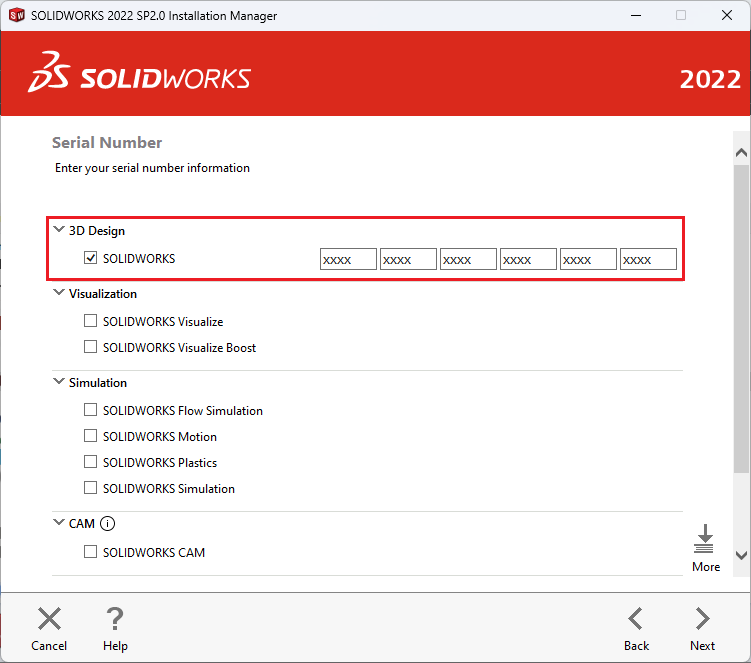 SOLIDWORKS 2022 SP2.0 Installation Manager
SOLIDWORKS 2022
Serial Number
Enter your serial number information
3D Design
SOLIDWORKS xxxx xxxx xxxx xxxx xxxx xxxx
Visualization
SOLIDWORKS Visualize
SOLIDWORKS Visualize Boost
Simulation
SOLIDWORKS Flow Simulation
SOLIDWORKS Motion
SOLIDWORKS Plastics
SOLIDWORKS Simulation
CAM
SOLIDWORKS CAM
More
Cancel Help Back Next